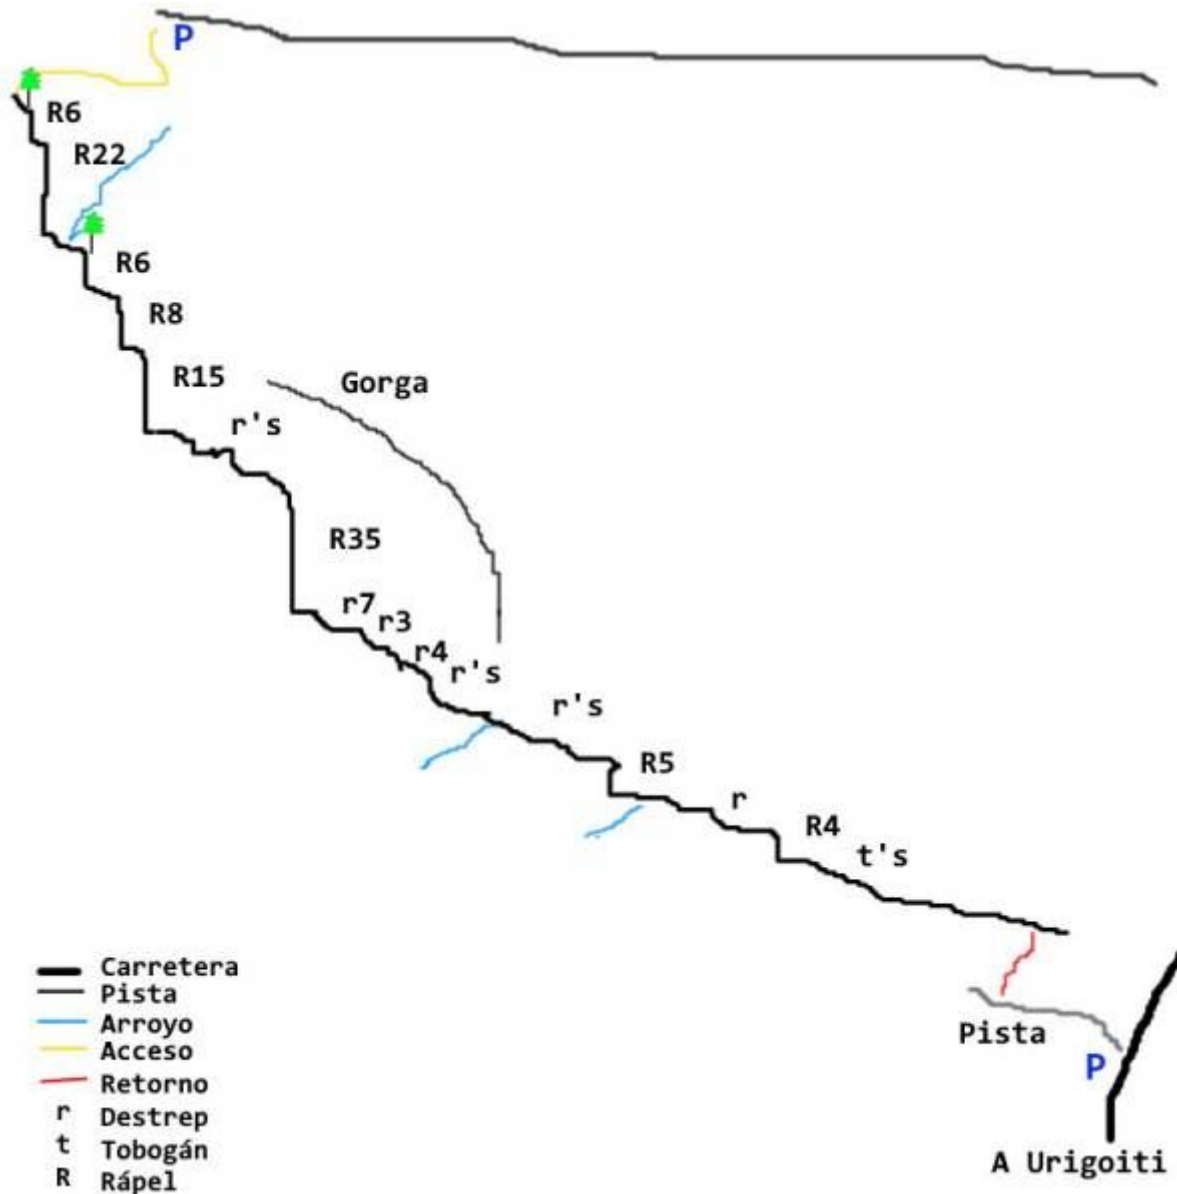 P
R6
R22
R6
R8
R15
Gorga
r's
R35
r7
r3
r4
r's
r's
R5
r
R4
t's
Carretera
Pista
Arroyo
Acceso
Retorno
r Destrep
t Tobogán
R Rápel
Pista
P
A Urigoiti